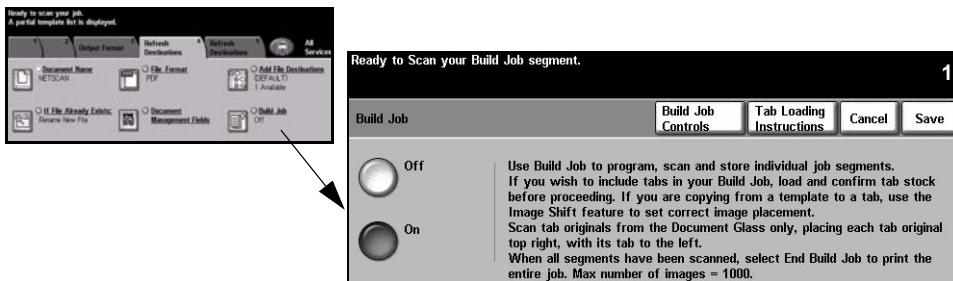 Ready to scan your job.
A partial template list is displayed.
1
2
Output Format
3
Refresh
Destinations
4
Refresh
Destinations
5
All
Services
Document Name
NETSCAN
File Format
PDF
Add File Destinations
(DEFAULT)
1 Available
If File Already Exists:
Rename New File
Document
Management Fields
Build Job
Off
Ready to Scan your Build Job segment.
1
Build Job
Build Job
Controls
Tab Loading
Instructions
Cancel
Save
Off
On
Use Build Job to program, scan and store individual job segments.
If you wish to include tabs in your Build Job, load and confirm tab stock
before proceeding. If you are copying from a template to a tab, use the
Image Shift feature to set correct image placement.
Scan tab originals from the Document Glass only, placing each tab original
top right, with its tab to the left.
When all segments have been scanned, select End Build Job to print the
entire job. Max number of images = 1000.